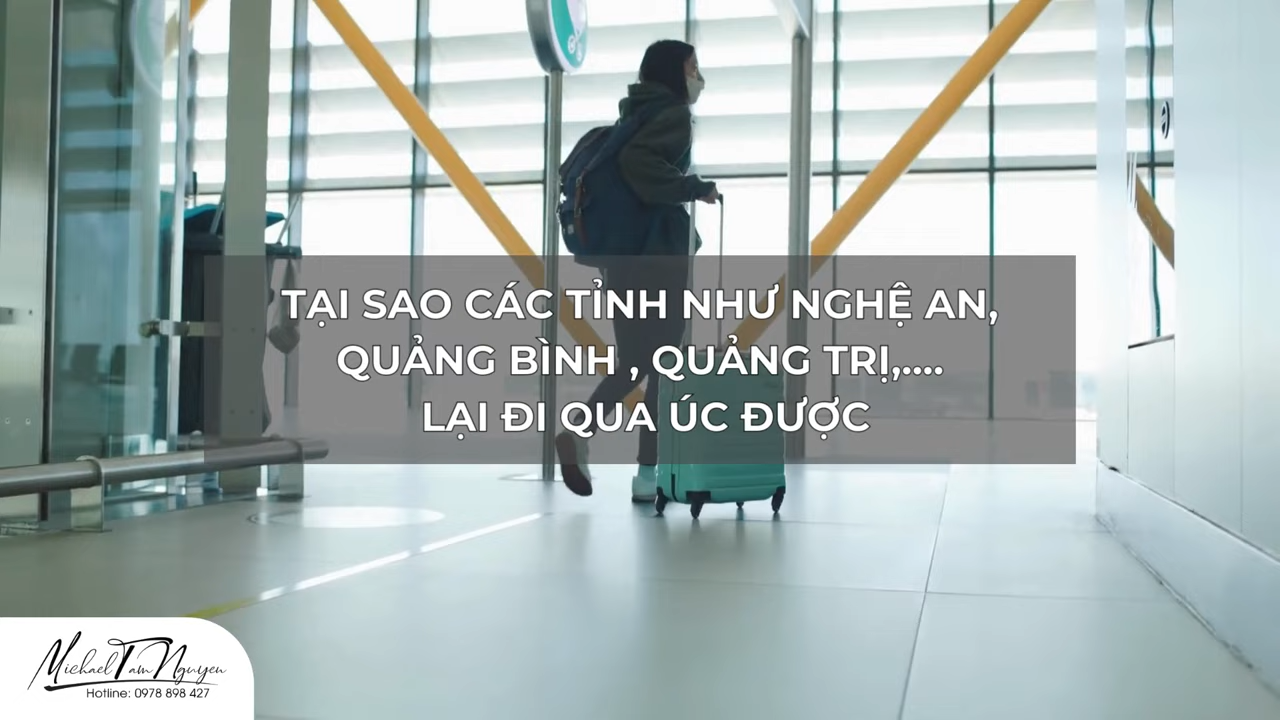 TẠI SAO CÁC TỈNH NHƯ NGHỆ AN,
QUẢNG BÌNH , QUẢNG TRỊ,....
LẠI ĐI QUA ÚC ĐƯỢC
Michael Tam Nguyen
Hotline: 0978 898 427